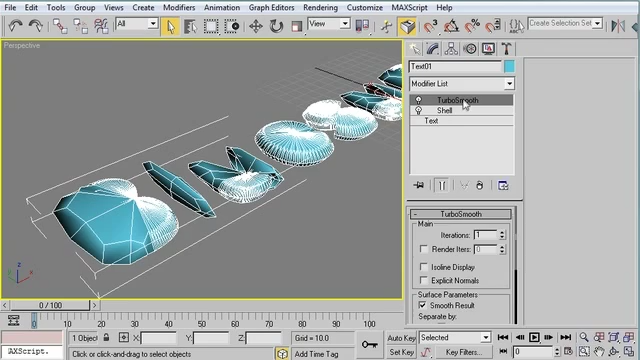 File Edit Tools Group Views Create Modifiers Animation Graph Editors Rendering Customize MAXScript Help
All View Create Selection Set
Perspective
Text01
Modifier List
TurboSmooth
Shell
Text
TurboSmooth
Main
Iterations: 1
Render Iters: 0
Isoline Display
Explicit Normals
Surface Parameters
Smooth Result
Separate by:
z
x
0 / 100
0 10 20 30 40 50 60 70 80 90 100
1 Object X: Y: Z: Grid = 10.0 Auto Key Selected
'AXScript. Click or click-and-drag to select objects Add Time Tag Set Key Key Filters... 0